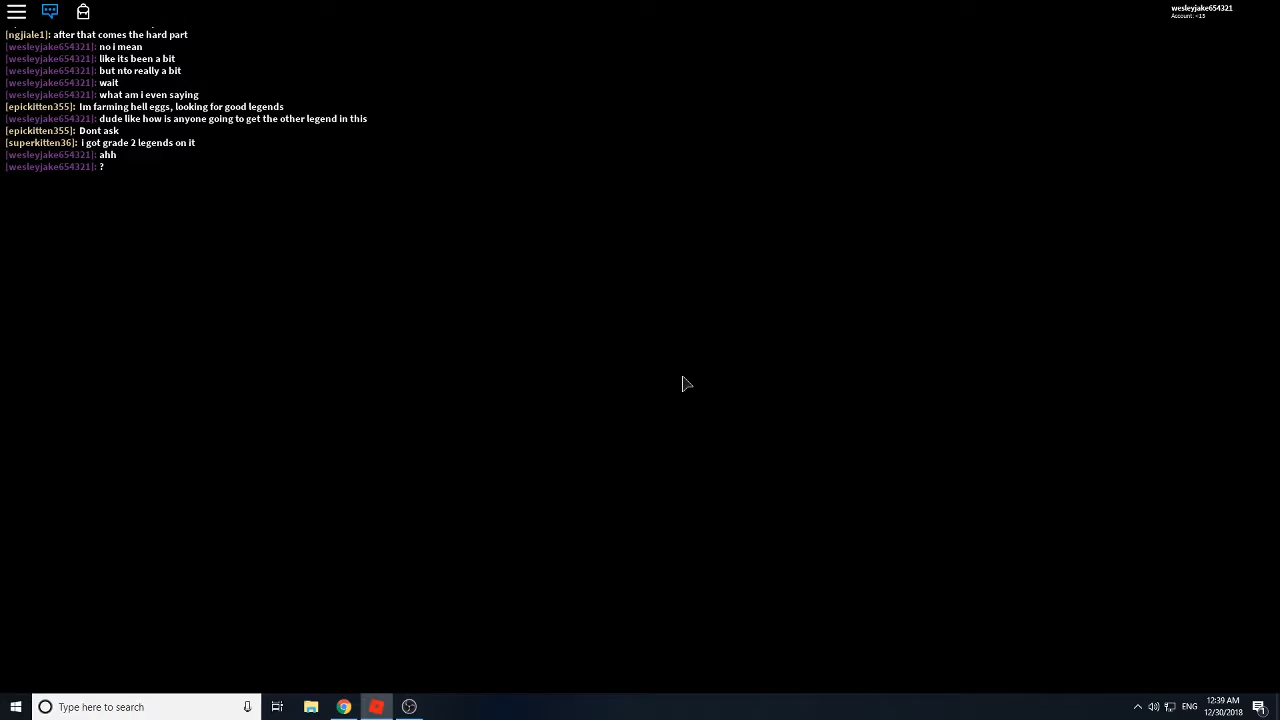 wesleyjake654321
Account: <13
[ngjiale1]: after that comes the hard part
[wesleyjake654321]: no i mean
[wesleyjake654321]: like its been a bit
[wesleyjake654321]: but nto really a bit
[wesleyjake654321]: wait
[wesleyjake654321]: what am i even saying
[epickitten355]: Im farming hell eggs, looking for good legends
[wesleyjake654321]: dude like how is anyone going to get the other legend in this
[epickitten355]: Dont ask
[superkitten36]: i got grade 2 legends on it
[wesleyjake654321]: ahh
[wesleyjake654321]: ?
Type here to search
ENG
12:39 AM
12/30/2018
1